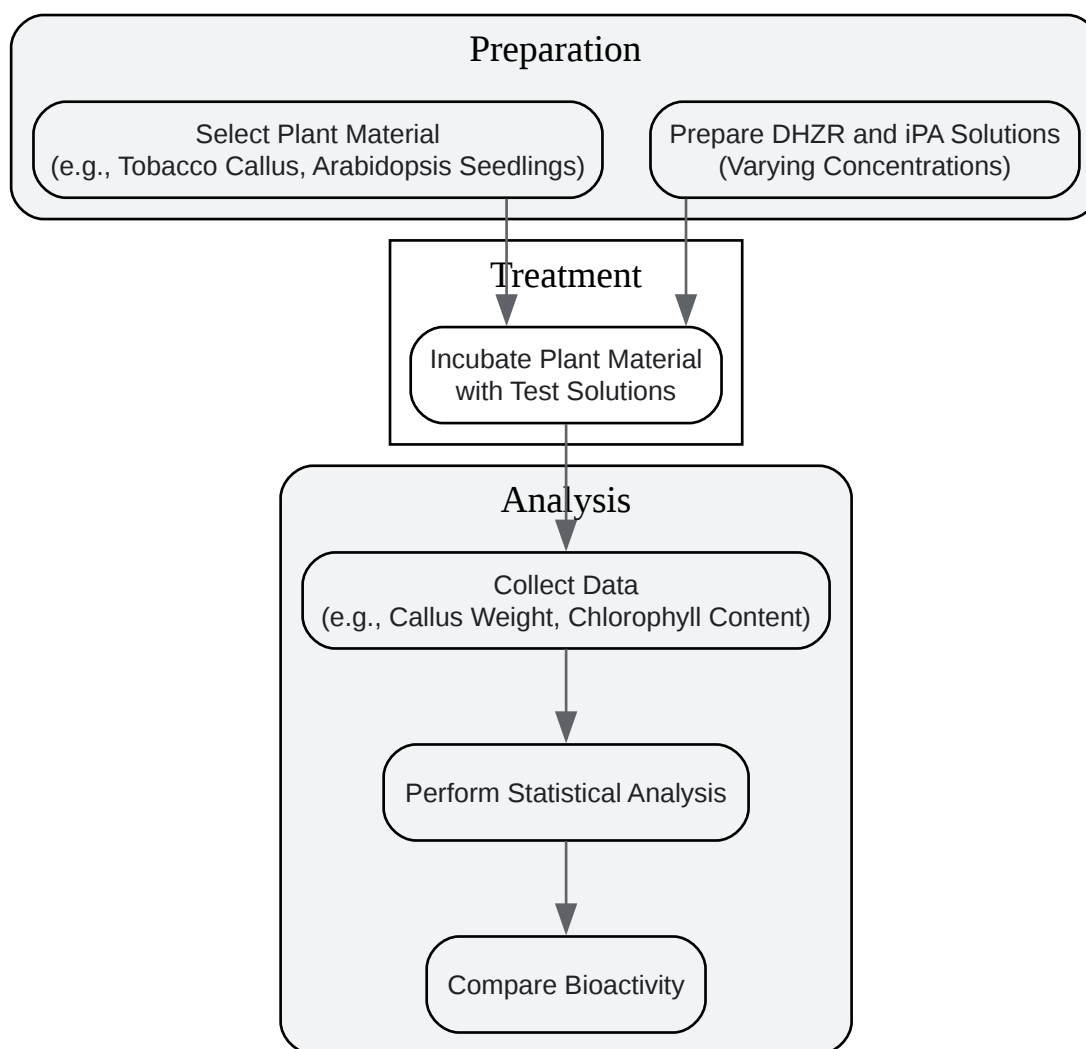 Preparation
Select Plant Material
(e.g., Tobacco Callus, Arabidopsis Seedlings)
Prepare DHZR and iPA Solutions
(Varying Concentrations)
Treatment
Incubate Plant Material
with Test Solutions
Analysis
Collect Data
(e.g., Callus Weight, Chlorophyll Content)
Perform Statistical Analysis
Compare Bioactivity